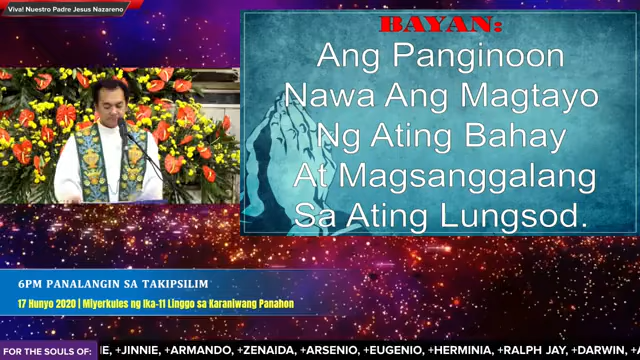 Viva! Nuestro Padre Jesus Nazareno
BAYAN:
Ang Panginoon
Nawa Ang Magtayo
Ng Ating Bahay
At Magsanggalang
Sa Ating Lungsod.
6PM PANALANGIN SA TAKIPSILIM
17 Hunyo 2020 | Miyerkules ng Ika-11 Linggo sa Karaniwang Panahon
FOR THE SOULS OF: +JINNIE, +ARMANDO, +ZENAIDA, +ARSENIO, +EUGENIO, +HERMINIA, +RALPH JAY, +DARWIN,